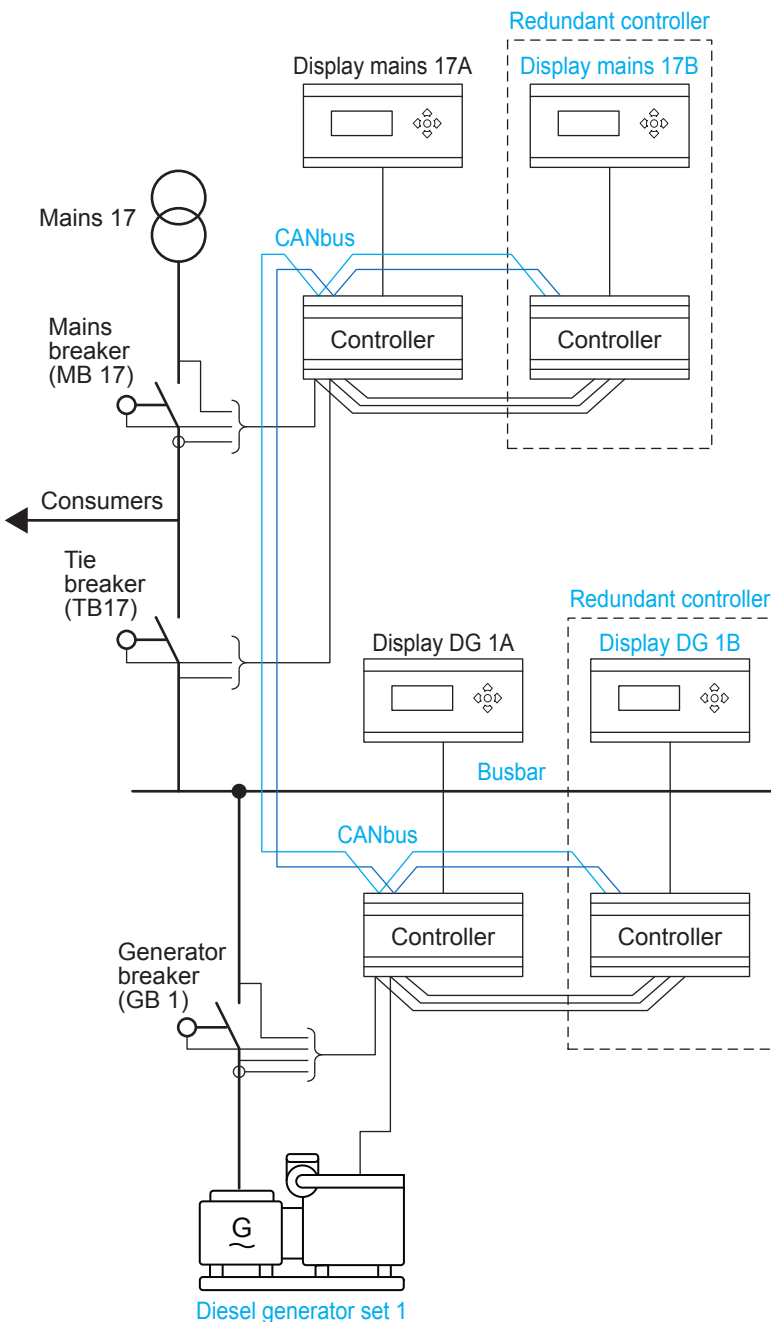 Redundant controller
Display mains 17A
Display mains 17B
Mains 17
CANbus
Mains
breaker
(MB 17)
Controller
Controller
Consumers
Tie
breaker
(TB17)
Redundant controller
Display DG 1A
Display DG 1B
Busbar
CANbus
Generator
breaker
(GB 1)
Controller
Controller
G
~
Diesel generator set 1